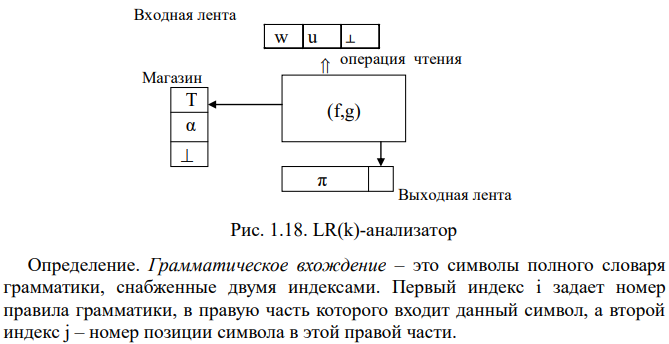 Входная лента
w u ⊥
операция чтения
Магазин
T
(f,g)
α
⊥
π
Выходная лента
Рис. 1.18. LR(k)-анализатор
Определение. Грамматическое вхождение – это символы полного словаря
грамматики, снабженные двумя индексами. Первый индекс i задает номер
правила грамматики, в правую часть которого входит данный символ, а второй
индекс j – номер позиции символа в этой правой части.